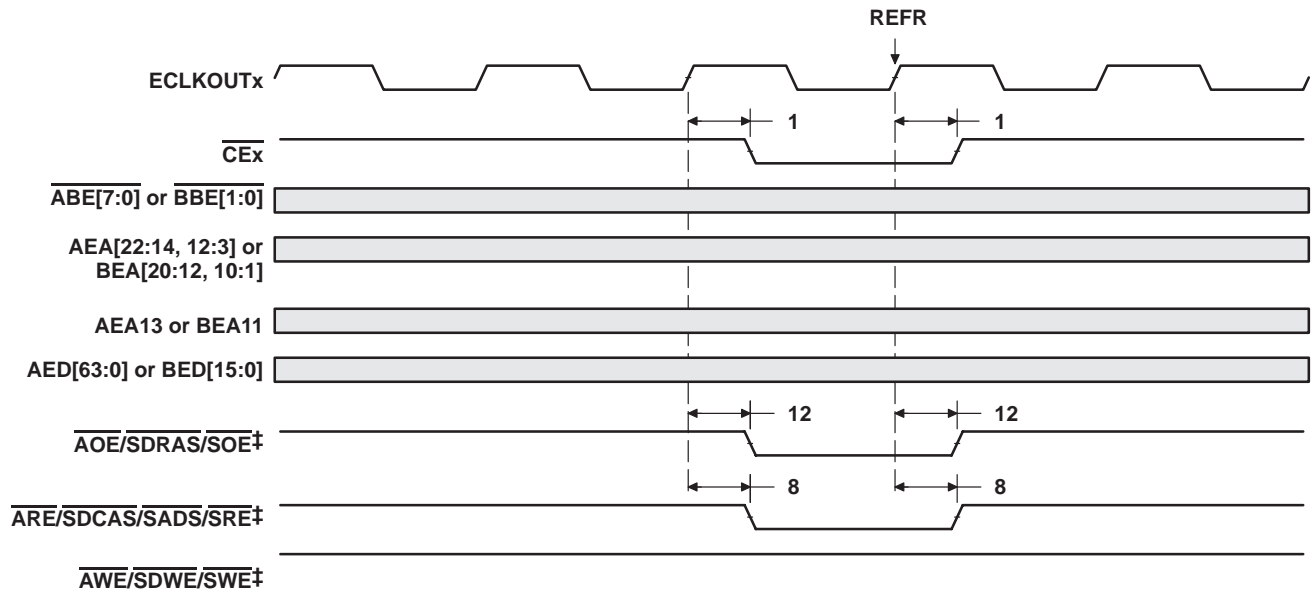 REFR
ECLKOUTx
1 1
CEx
ABE[7:0] or BBE[1:0]
AEA[22:14, 12:3] or
BEA[20:12, 10:1]
AEA13 or BEA11
AED[63:0] or BED[15:0]
12 12
AOE/SDRAS/SOE‡
8 8
ARE/SDCAS/SADS/SRE‡
AWE/SDWE/SWE‡